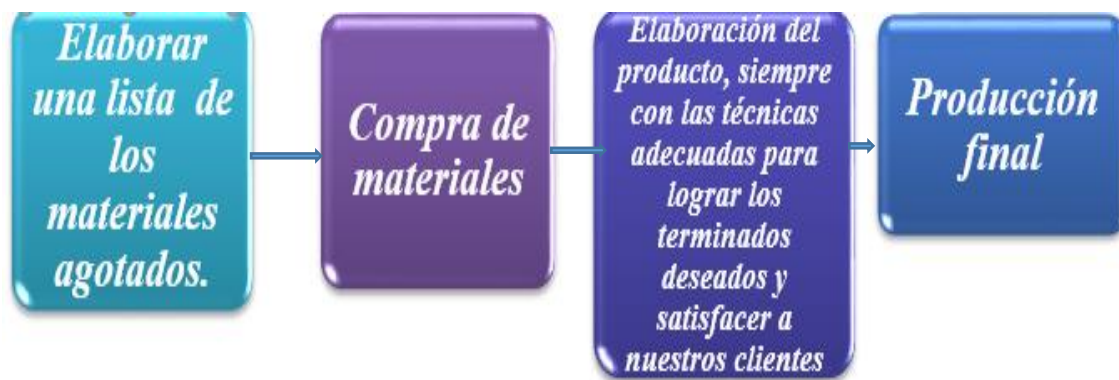 Elaborar
una lista de
los
materiales
agotados.
Compra de
materiales
Elaboración del
producto, siempre
con las técnicas
adecuadas para
lograr los
terminados
deseados y
satisfacer a
nuestros clientes
Producción
final